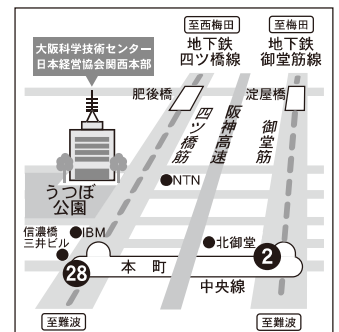 至西梅田
至梅田
地下鉄
四ツ橋線
地下鉄
御堂筋線
大阪科学技術センター
日本経営協会関西本部
肥後橋
淀屋橋
四ツ橋筋
阪神高速
御堂筋
NTN
うつぼ
公園
信濃橋
三井ビル
IBM
北御堂
28
本町
2
中央線
至難波
至難波